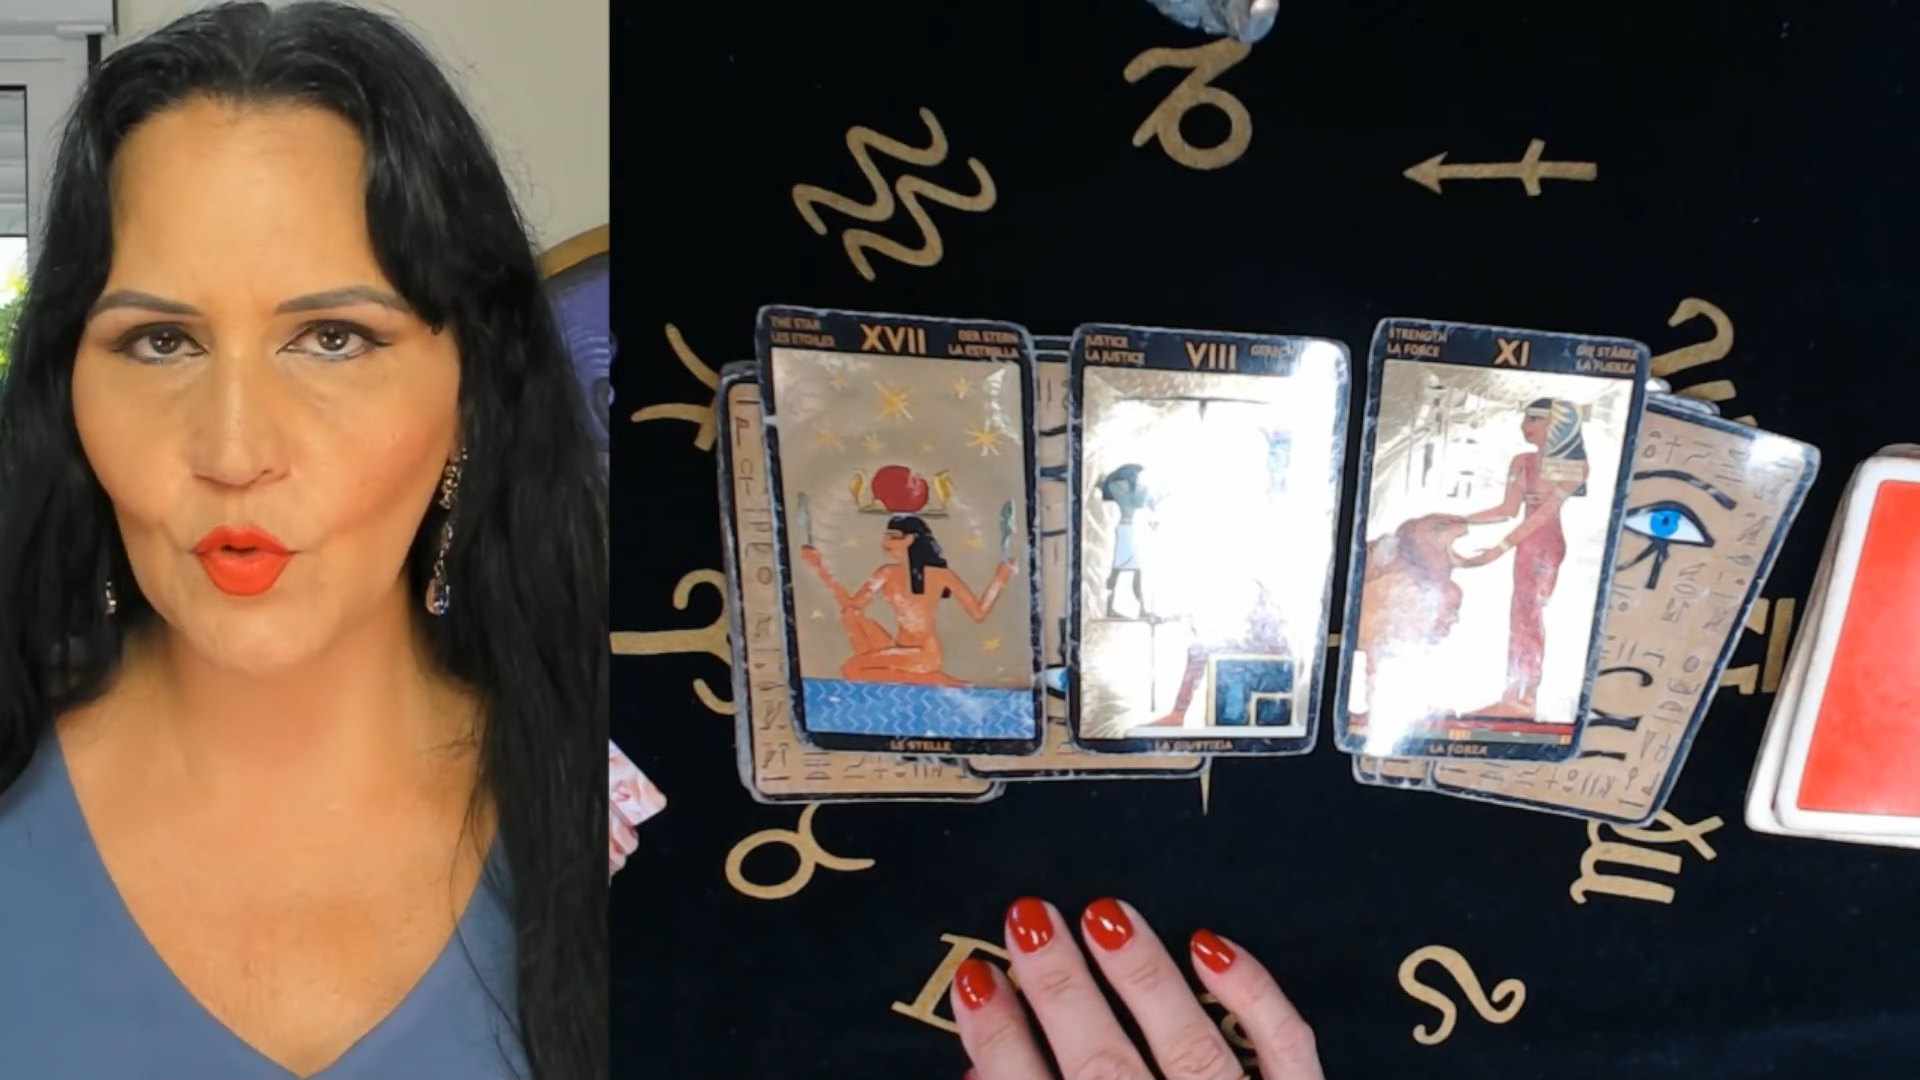 THE STAR
LES ETOILES
XVII
DER STERN
LA ESTRELLA
LE STELLE
JUSTICE
LA JUSTICE
VIII
LA GIUSTIZIA
STRENGTH
LA FORCE
XI
DIE STÄRKE
LA FUERZA
LA FORZA